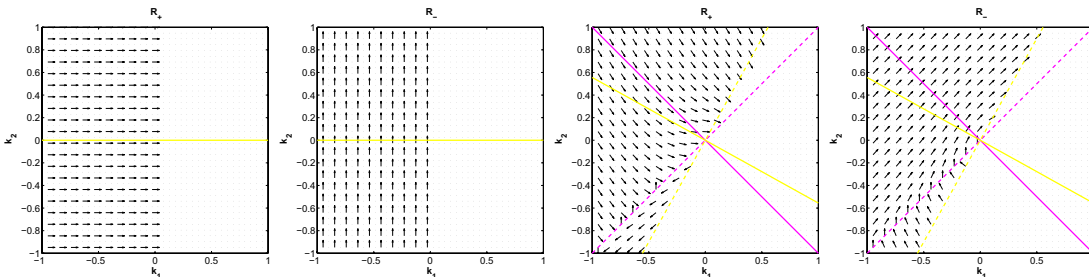 R+ R− R+ R−
1 1 1 1
0.8 0.8 0.8 0.8
0.6 0.6 0.6 0.6
0.4 0.4 0.4 0.4
0.2 0.2 0.2 0.2
k2 0 k2 0 k2 0 k2 0
−0.2 −0.2 −0.2 −0.2
−0.4 −0.4 −0.4 −0.4
−0.6 −0.6 −0.6 −0.6
−0.8 −0.8 −0.8 −0.8
−1 −1 −1 −1
−1 −0.5 0 0.5 1 −1 −0.5 0 0.5 1 −1 −0.5 0 0.5 1 −1 −0.5 0 0.5 1
k1 k1 k1 k1